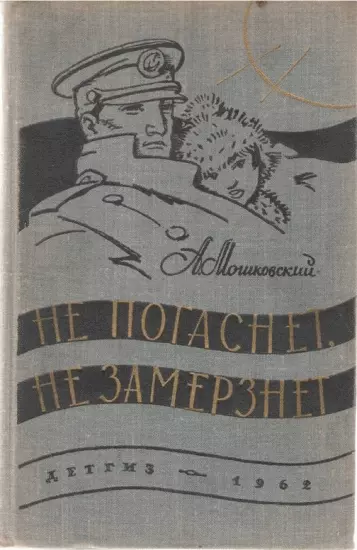 А. Мошковский
НЕ ПОГАСНЕТ,
НЕ ЗАМЕРЗНЕТ
ДЕТГИЗ – 1962